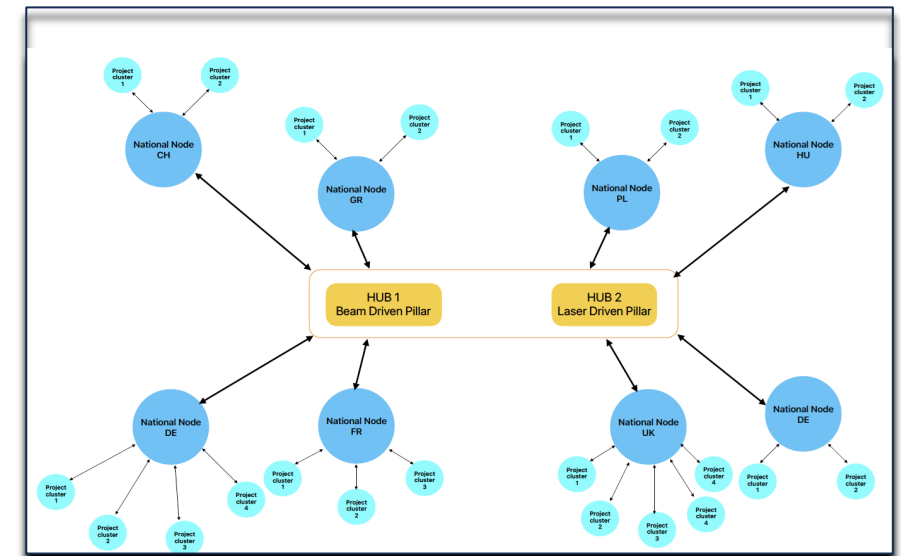 Project
cluster
1
Project
cluster
2
National Node
CH
Project
cluster
1
Project
cluster
2
National Node
GR
Project
cluster
1
Project
cluster
2
National Node
PL
Project
cluster
1
Project
cluster
2
National Node
HU
HUB 1
Beam Driven Pillar
HUB 2
Laser Driven Pillar
National Node
DE
Project
cluster
1
Project
cluster
2
Project
cluster
3
Project
cluster
4
National Node
FR
Project
cluster
1
Project
cluster
2
Project
cluster
3
National Node
UK
Project
cluster
1
Project
cluster
2
Project
cluster
3
Project
cluster
4
Project
cluster
4
National Node
DE
Project
cluster
1
Project
cluster
2